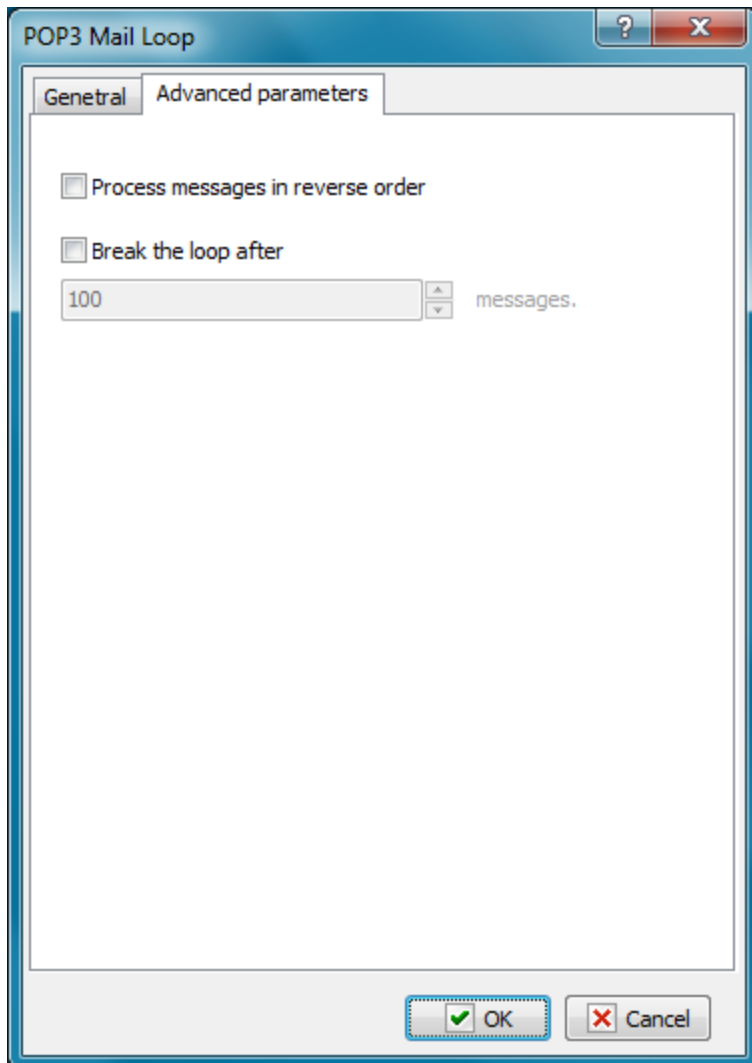 POP3 Mail Loop
?
Genetral
Advanced parameters
Process messages in reverse order
Break the loop after
100
messages.
OK
Cancel